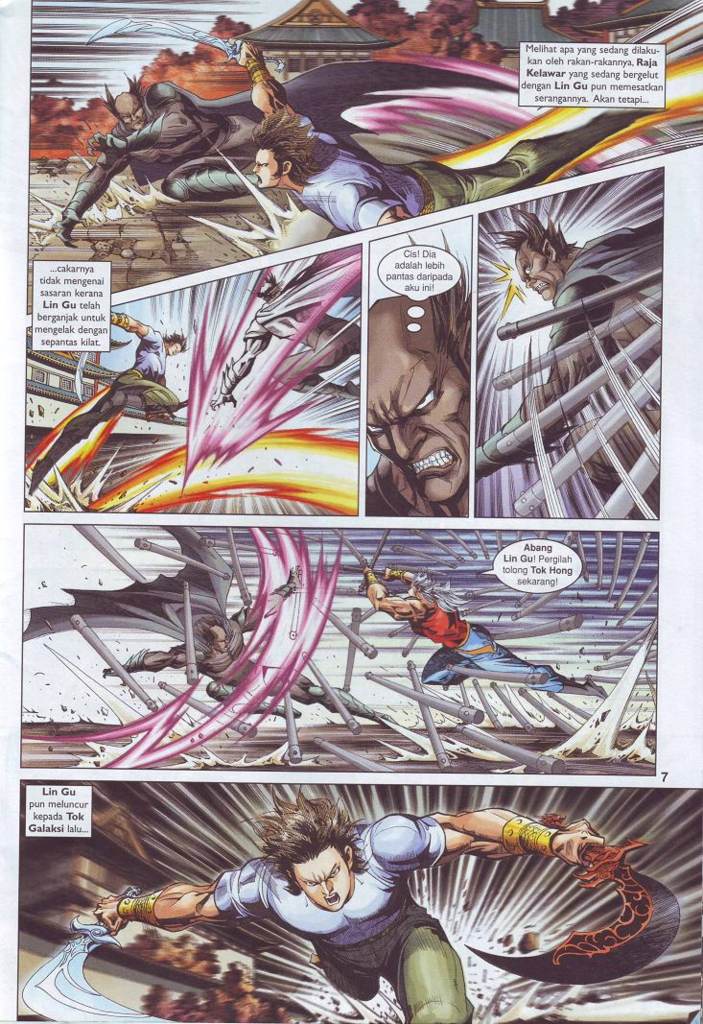 Melihat apa yang sedang dilaku-
kan oleh rakan-rakannya, Raja
Kelawar yang sedang bergelut
dengan Lin Gu pun memesatkan
serangannya. Akan tetapi...
...cakarnya
tidak mengenai
sasaran kerana
Lin Gu telah
berganjak untuk
mengelak dengan
sepantas kilat.
Cis! Dia
adalah lebih
pantas daripada
aku ini!
Abang
Lin Gu! Pergilah
tolong Tok Hong
sekarang!
7
Lin Gu
pun meluncur
kepada Tok
Galaksi lalu...